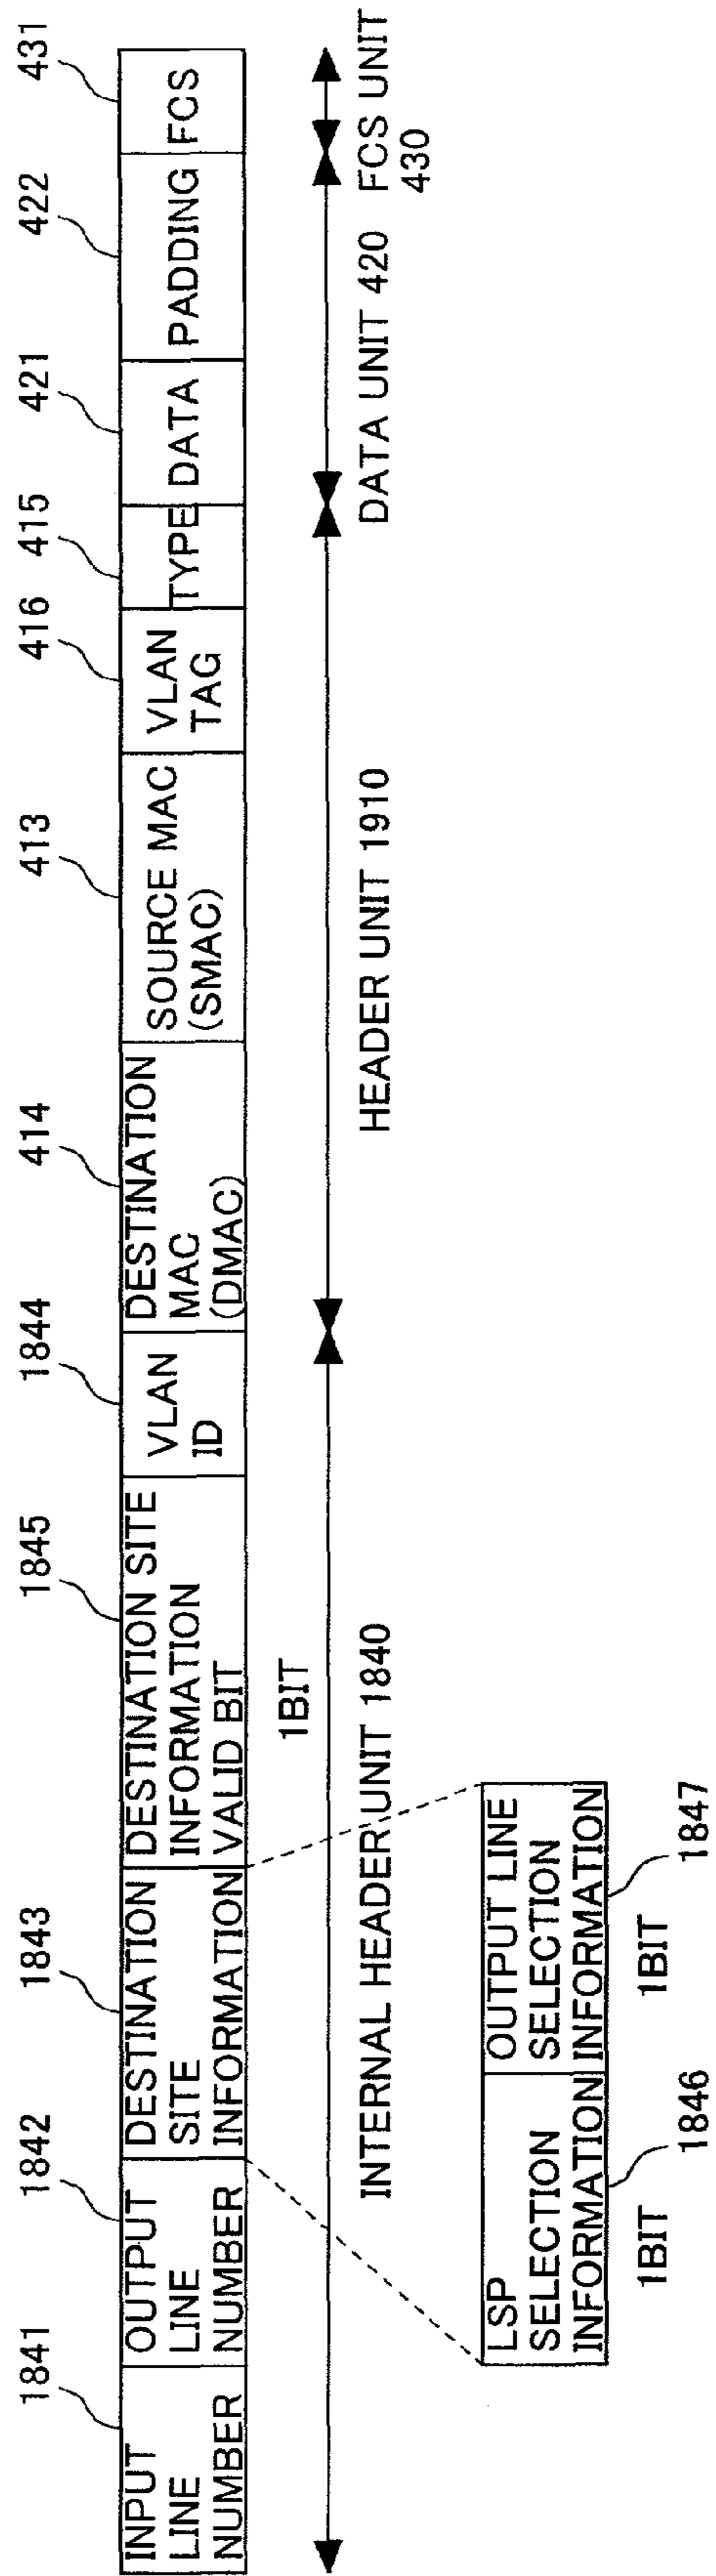 1841
1842
1843
1845
1844
414
413
416
415
421
422
431
INPUT
LINE
NUMBER
OUTPUT
LINE
NUMBER
DESTINATION
SITE
INFORMATION
DESTINATION SITE
INFORMATION
VALID BIT
VLAN
ID
DESTINATION
MAC
(DMAC)
SOURCE MAC
(SMAC)
VLAN
TAG
TYPE
DATA
PADDING
FCS
1BIT
INTERNAL HEADER UNIT 1840
HEADER UNIT 1910
DATA UNIT 420
FCS UNIT
430
LSP
SELECTION
INFORMATION
OUTPUT LINE
SELECTION
INFORMATION
1BIT
1846
1BIT
1847